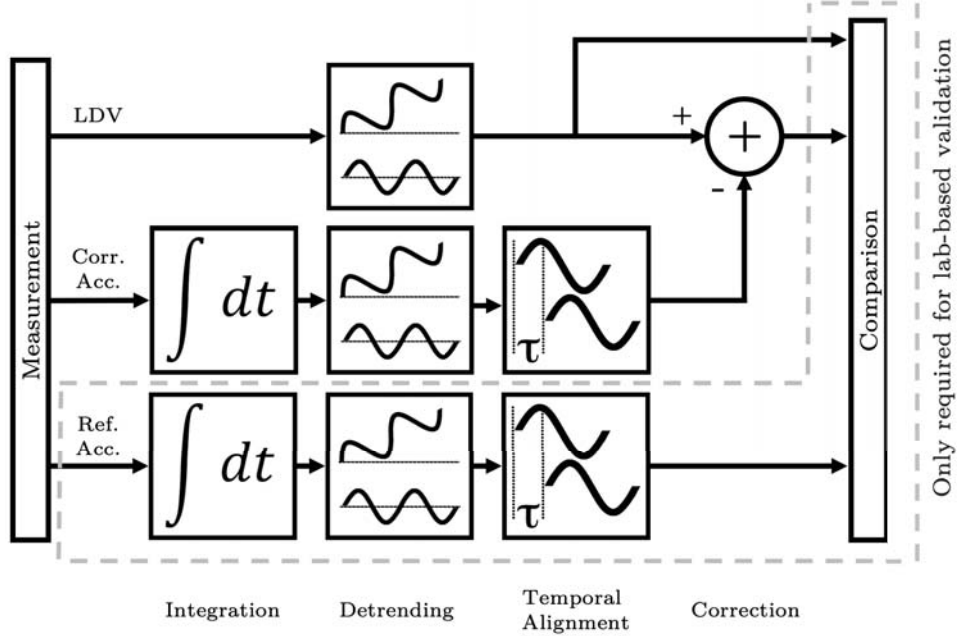 LDV
+
+
-
Measurement
Corr.
Acc.
∫ dt
τ
Comparison
Only required for lab-based validation
Ref.
Acc.
∫ dt
τ
Integration
Detrending
Temporal
Alignment
Correction